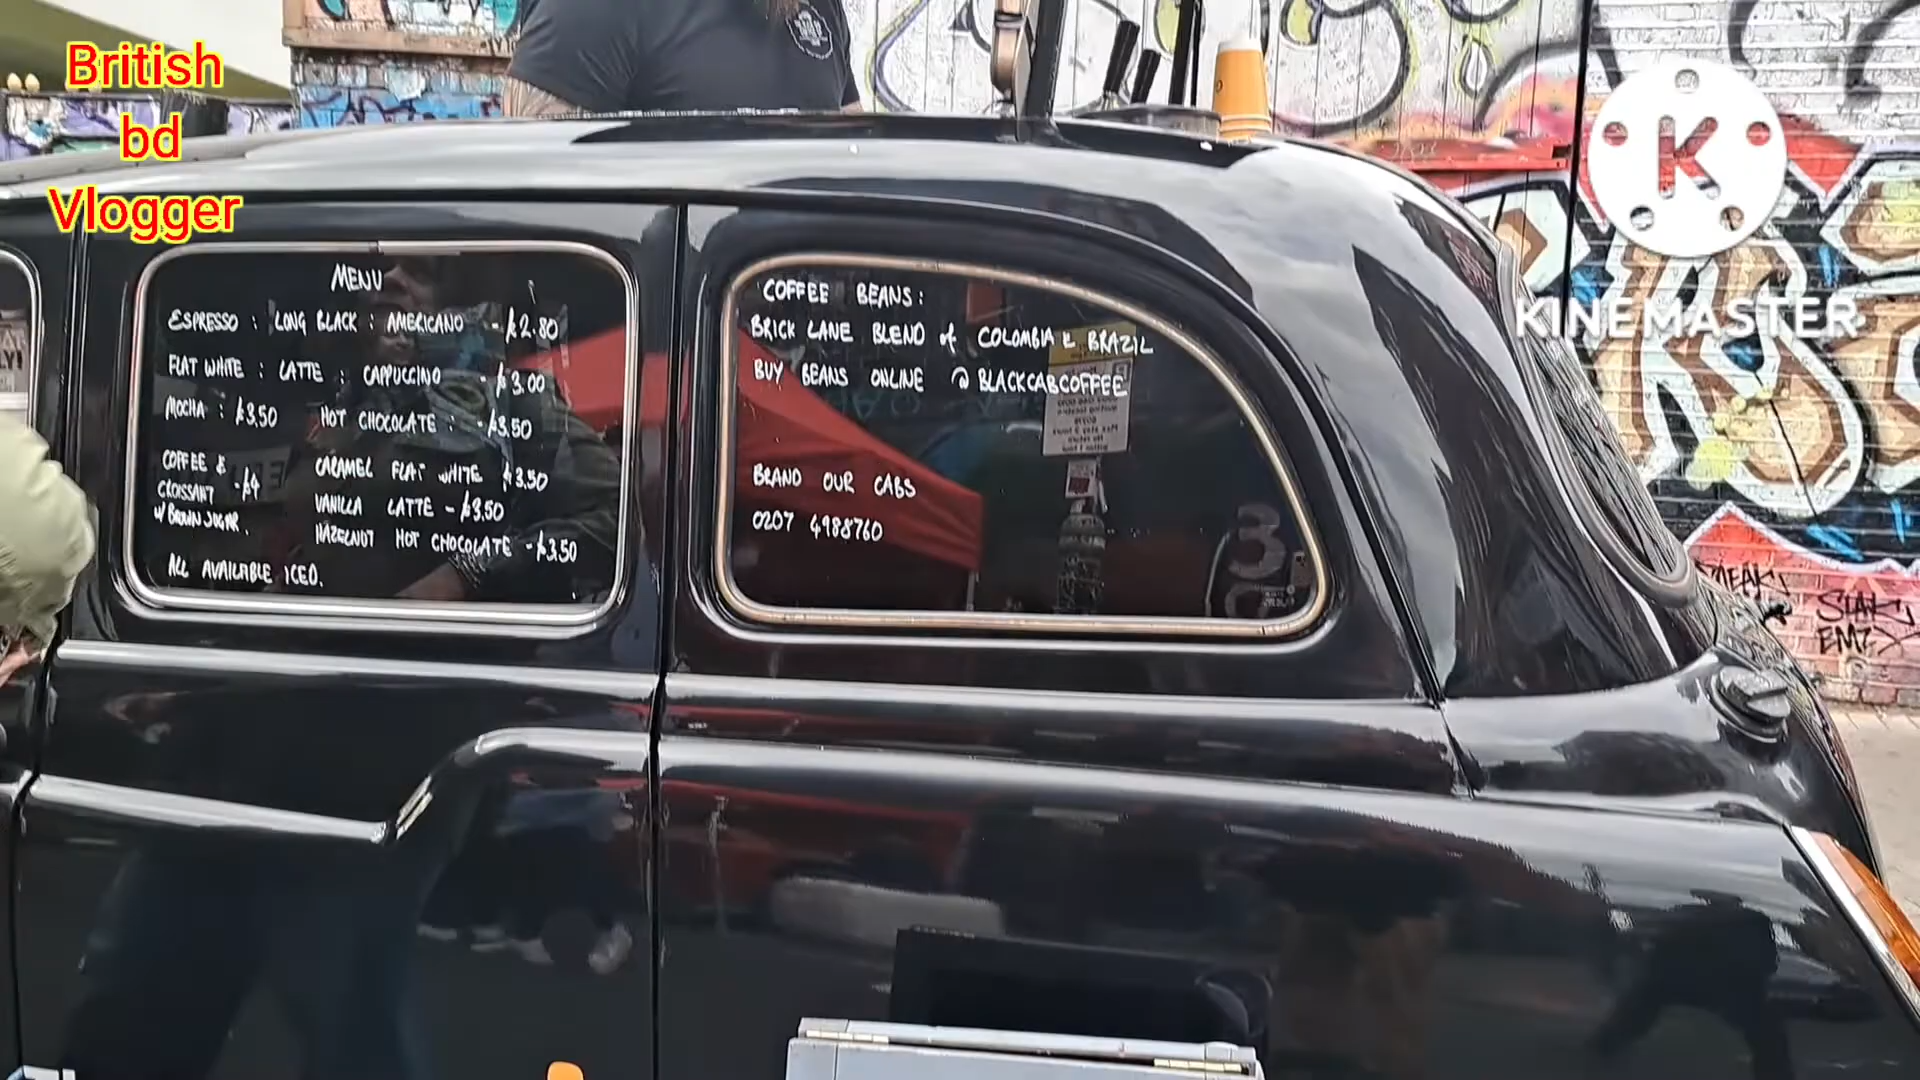 British
bd
Vlogger
KINEMASTER
MENU
ESPRESSO : LONG BLACK : AMERICANO - £2.80
FLAT WHITE : LATTE : CAPPUCCINO - £3.00
MOCHA : £3.50 HOT CHOCOLATE : - £3.50
COFFEE &
CROISSANT - £4
W/ BROWN SUGAR.
CARAMEL FLAT WHITE £3.50
VANILLA LATTE - £3.50
HAZELNUT HOT CHOCOLATE - £3.50
ALL AVAILABLE ICED.
COFFEE BEANS:
BRICK LANE BLEND of COLOMBIA & BRAZIL
BUY BEANS ONLINE @ BLACKCABCOFFEE
BRAND OUR CABS
0207 4988760